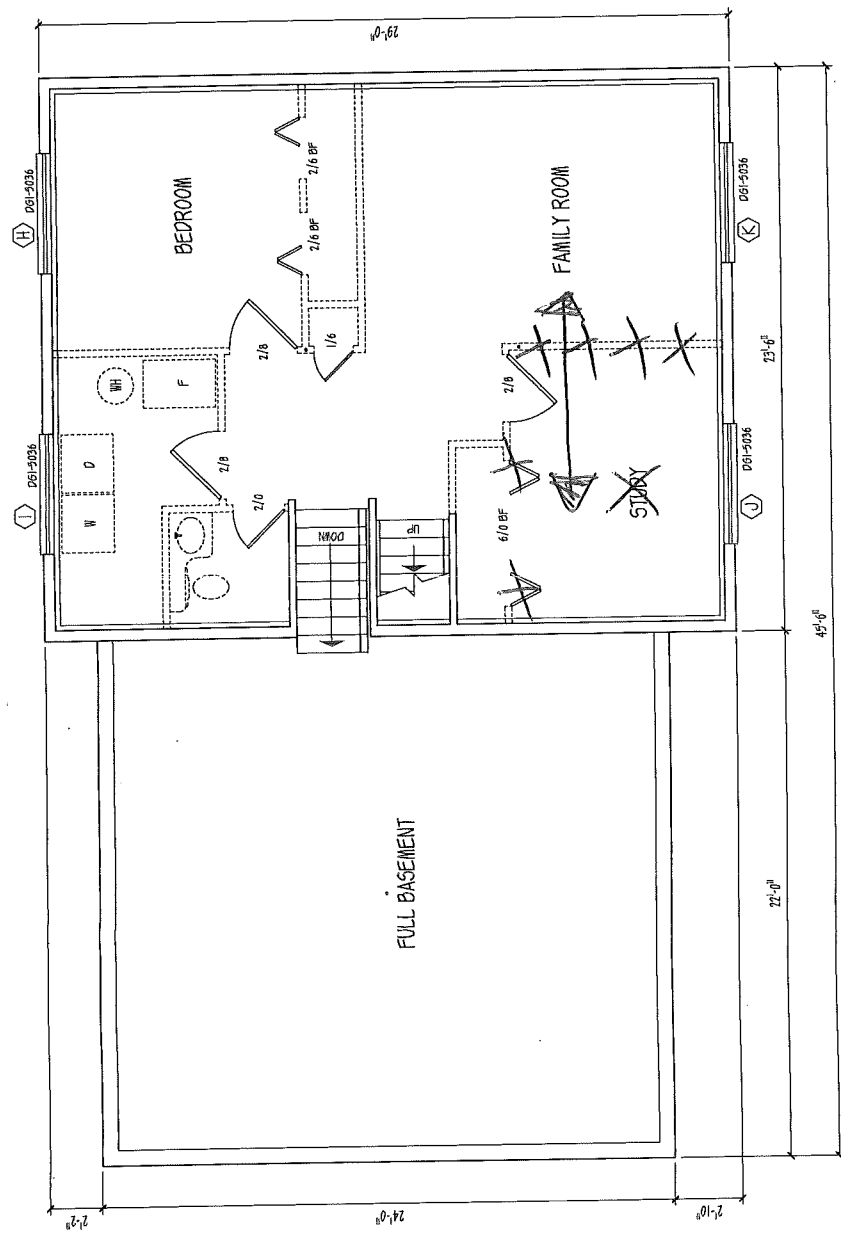 29'-0"
H
DG1-5036
I
DG1-5036
BEDROOM
2/6 BF
2/6 BF
2/8
1/6
WH
F
D
W
2/8
2/0
DOWN
UP
FAMILY ROOM
2/8
6/0 BF
STUDY
DG1-5036
K
DG1-5036
J
23'-6"
45'-6"
22'-0"
FULL BASEMENT
2'-2"
24'-0"
2'-10"